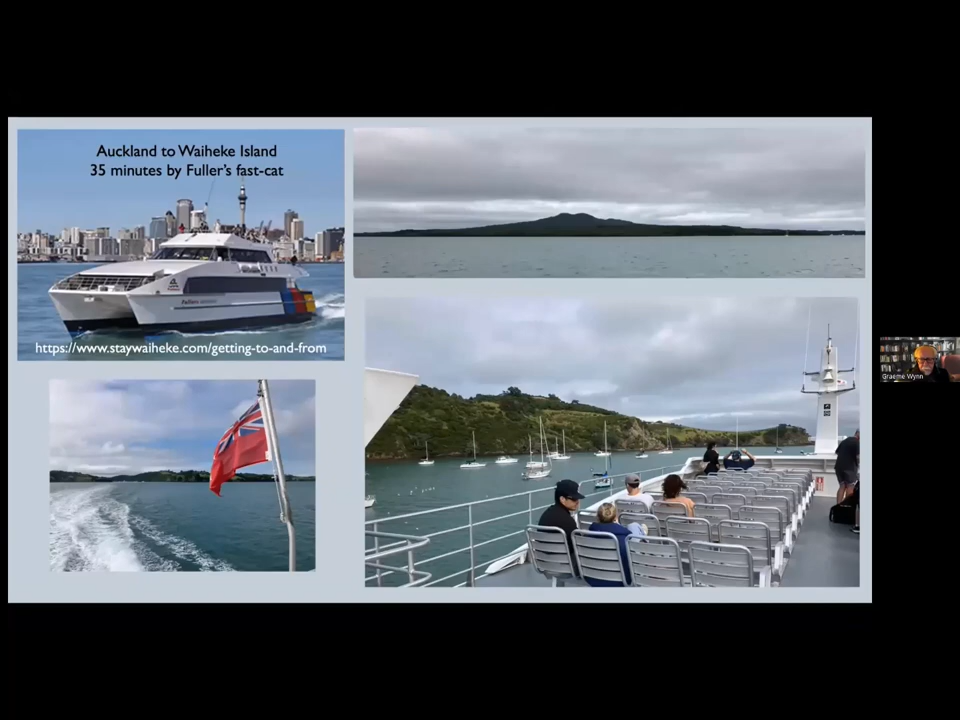 Auckland to Waiheke Island
35 minutes by Fuller's fast-cat
Fullers
https://www.staywaiheke.com/getting-to-and-from
Graeme Wynn